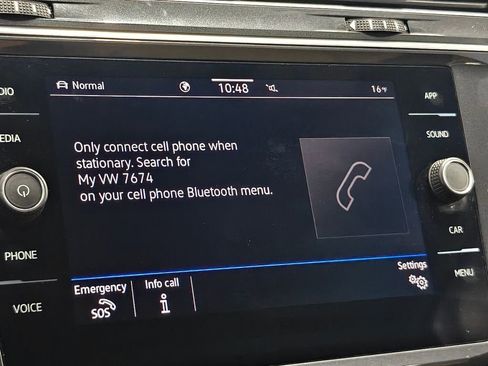 Normal 10:48 16°F
DIO
EDIA
PHONE
VOICE
Only connect cell phone when
stationary. Search for
My VW 7674
on your cell phone Bluetooth menu.
Emergency
SOS
Info call
i
Settings
APP
SOUND
CAR
MENU